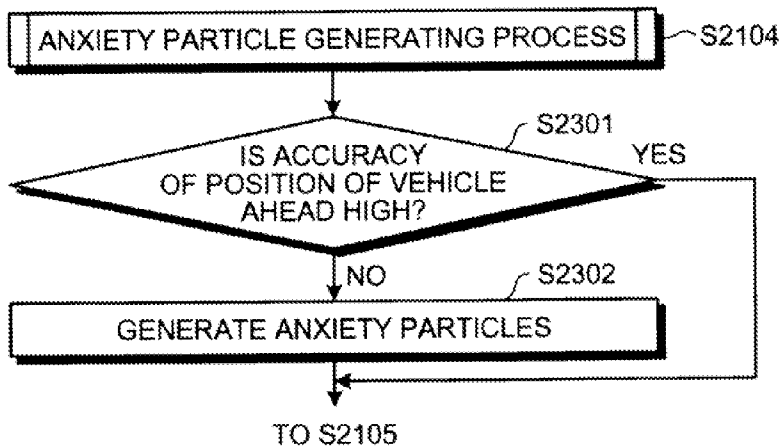 ANXIETY PARTICLE GENERATING PROCESS
S2104
S2301
IS ACCURACY
OF POSITION OF VEHICLE
AHEAD HIGH?
YES
NO
S2302
GENERATE ANXIETY PARTICLES
TO S2105